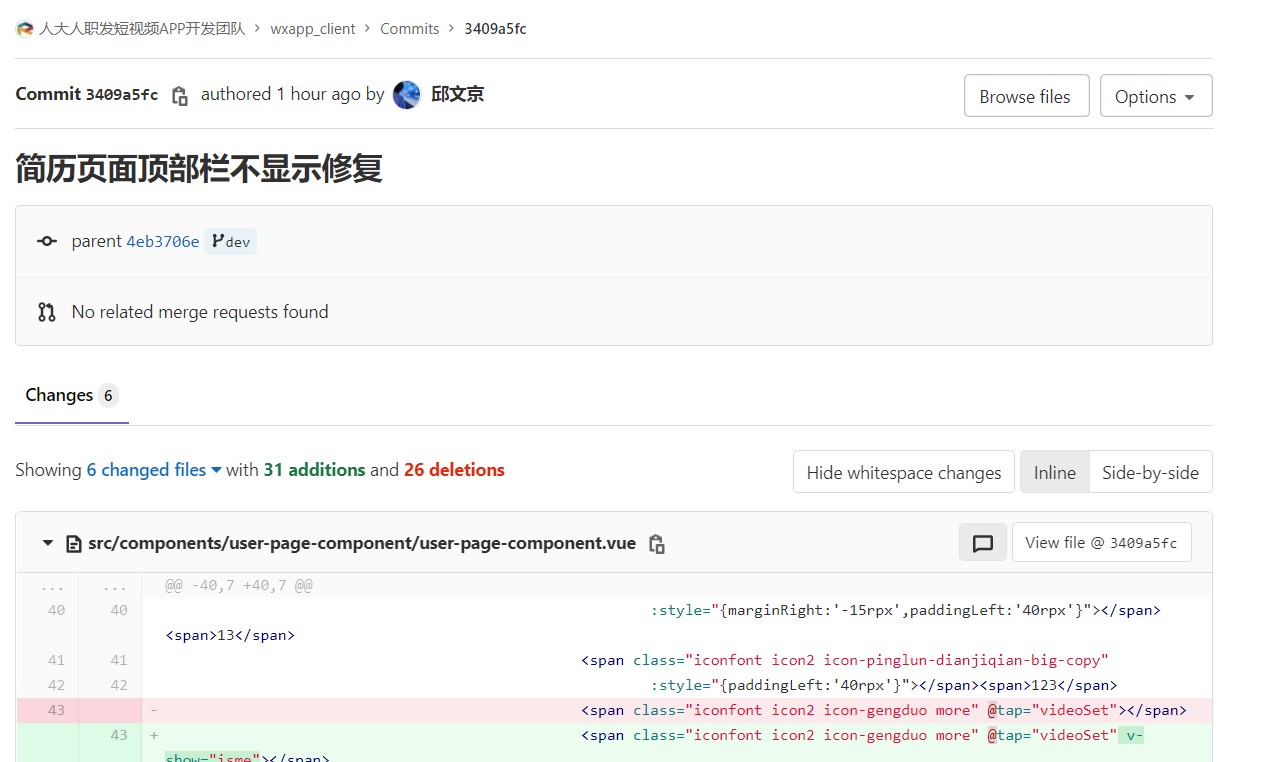 人大人职发短视频APP开发团队 > wxapp_client > Commits > 3409a5fc
Commit 3409a5fc authored 1 hour ago by 邱文京 Browse files Options
简历页面顶部栏不显示修复
parent 4eb3706e dev
No related merge requests found
Changes 6
Showing 6 changed files with 31 additions and 26 deletions Hide whitespace changes Inline Side-by-side
src/components/user-page-component/user-page-component.vue View file @ 3409a5fc
... ... @@ -40,7 +40,7 @@
40 40 :style="{marginRight:'-15rpx',paddingLeft:'40rpx'}"></span>
<span>13</span>
41 41 <span class="iconfont icon2 icon-pinglun-dianjiqian-big-copy"
42 42 :style="{paddingLeft:'40rpx'}"></span><span>123</span>
43 - <span class="iconfont icon2 icon-gengduo more" @tap="videoSet"></span>
43 + <span class="iconfont icon2 icon-gengduo more" @tap="videoSet" v-
show="isme"></span>